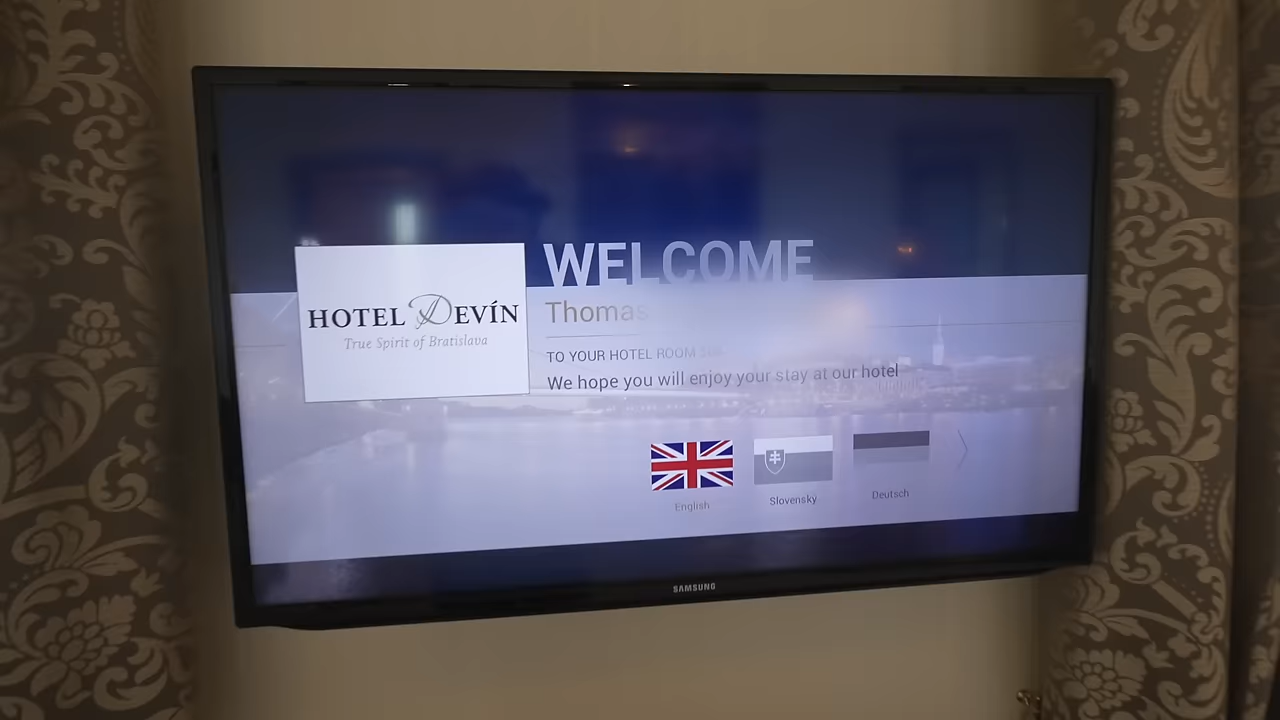 WELCOME
HOTEL DEVÍN
True Spirit of Bratislava
Thomas
TO YOUR HOTEL ROOM
We hope you will enjoy your stay at our hotel
English
Slovensky
Deutsch
SAMSUNG